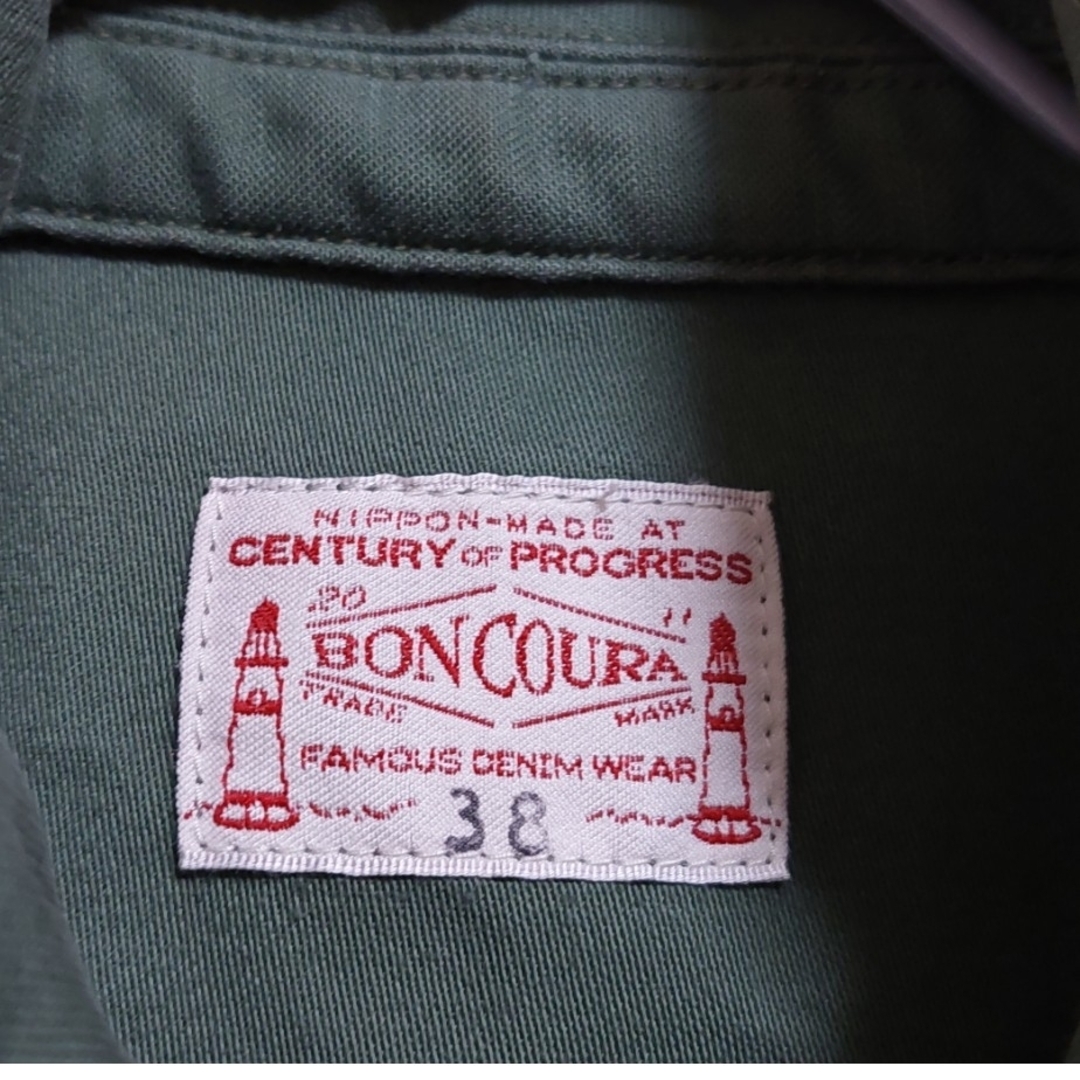 NIPPON-MADE AT
CENTURY OF PROGRESS
20 11
BONCOURA
TRADE MARK
FAMOUS DENIM WEAR
38